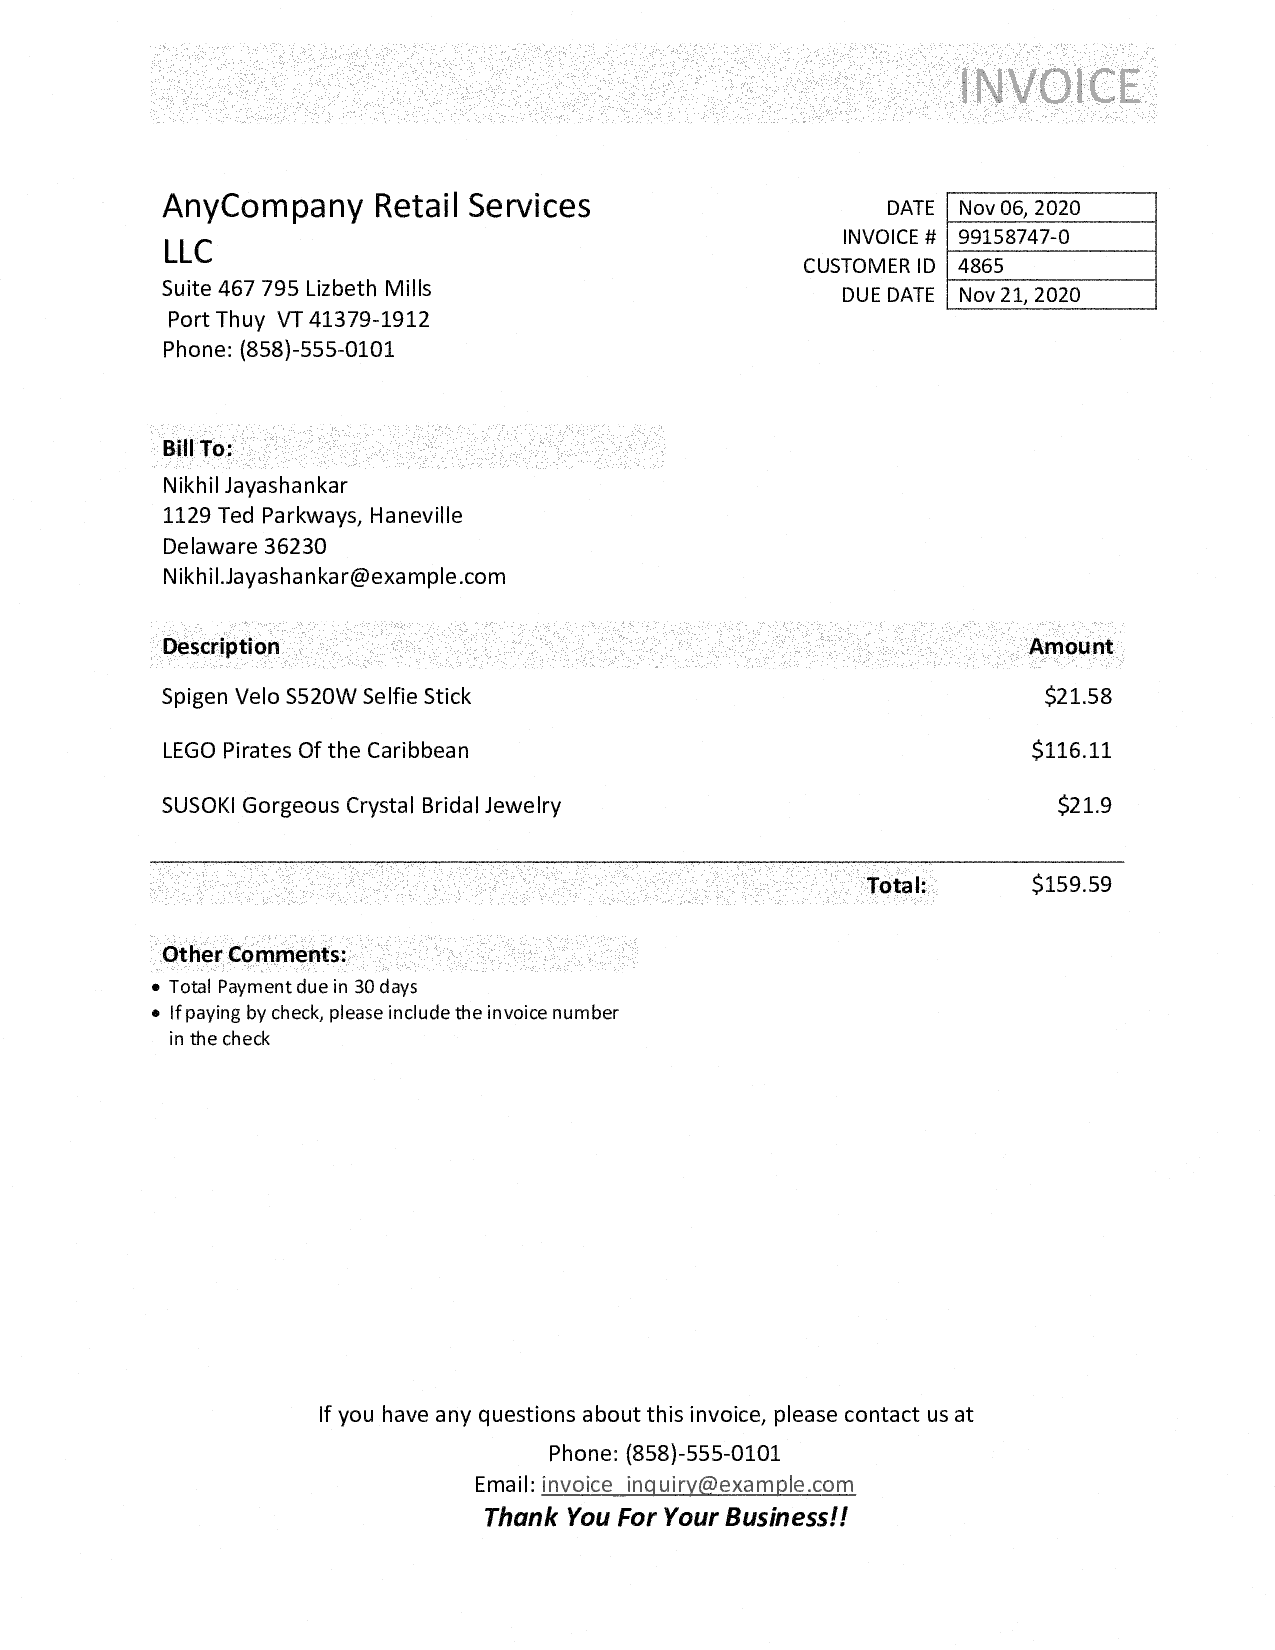 INVOICE
AnyCompany Retail Services
LLC
Suite 467 795 Lizbeth Mills
Port Thuy  VT 41379-1912
Phone: (858)-555-0101
DATE Nov 06, 2020
INVOICE # 99158747-0
CUSTOMER ID 4865
DUE DATE Nov 21, 2020
Bill To:
Nikhil Jayashankar
1129 Ted Parkways, Haneville
Delaware 36230
Nikhil.Jayashankar@example.com
Description Amount
Spigen Velo S520W Selfie Stick $21.58
LEGO Pirates Of the Caribbean $116.11
SUSOKI Gorgeous Crystal Bridal Jewelry $21.9
Total: $159.59
Other Comments:
• Total Payment due in 30 days
• If paying by check, please include the invoice number
in the check
If you have any questions about this invoice, please contact us at
Phone: (858)-555-0101
Email: invoice_inquiry@example.com
Thank You For Your Business!!